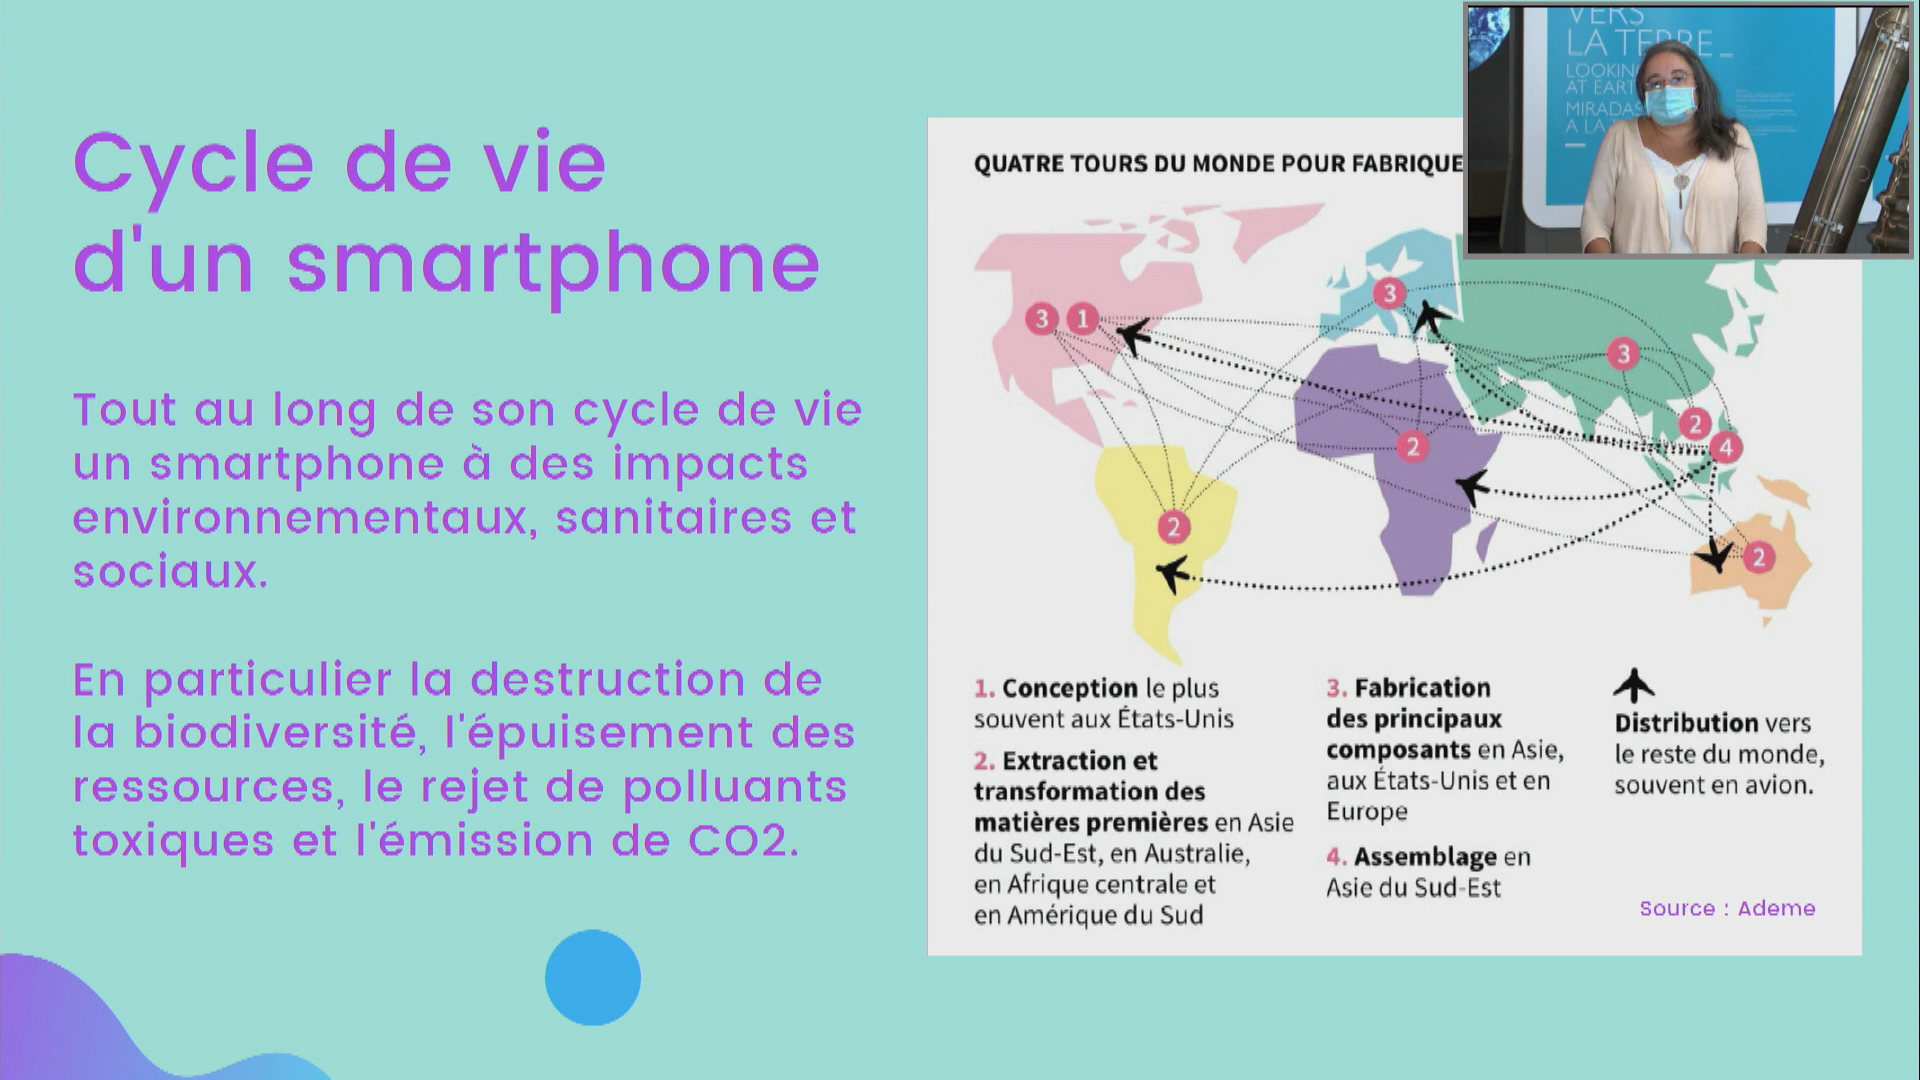 Cycle de vie
d'un smartphone
Tout au long de son cycle de vie
un smartphone à des impacts
environnementaux, sanitaires et
sociaux.
En particulier la destruction de
la biodiversité, l'épuisement des
ressources, le rejet de polluants
toxiques et l'émission de CO2.
QUATRE TOURS DU MONDE POUR FABRIQUE
3 1
3
3
2
4
2
2
2
1. Conception le plus
souvent aux États-Unis
2. Extraction et
transformation des
matières premières en Asie
du Sud-Est, en Australie,
en Afrique centrale et
en Amérique du Sud
3. Fabrication
des principaux
composants en Asie,
aux États-Unis et en
Europe
4. Assemblage en
Asie du Sud-Est
Distribution vers
le reste du monde,
souvent en avion.
Source : Ademe
VERS
LA TERRE
LOOKIN
AT EART
MIRADAS
A LA